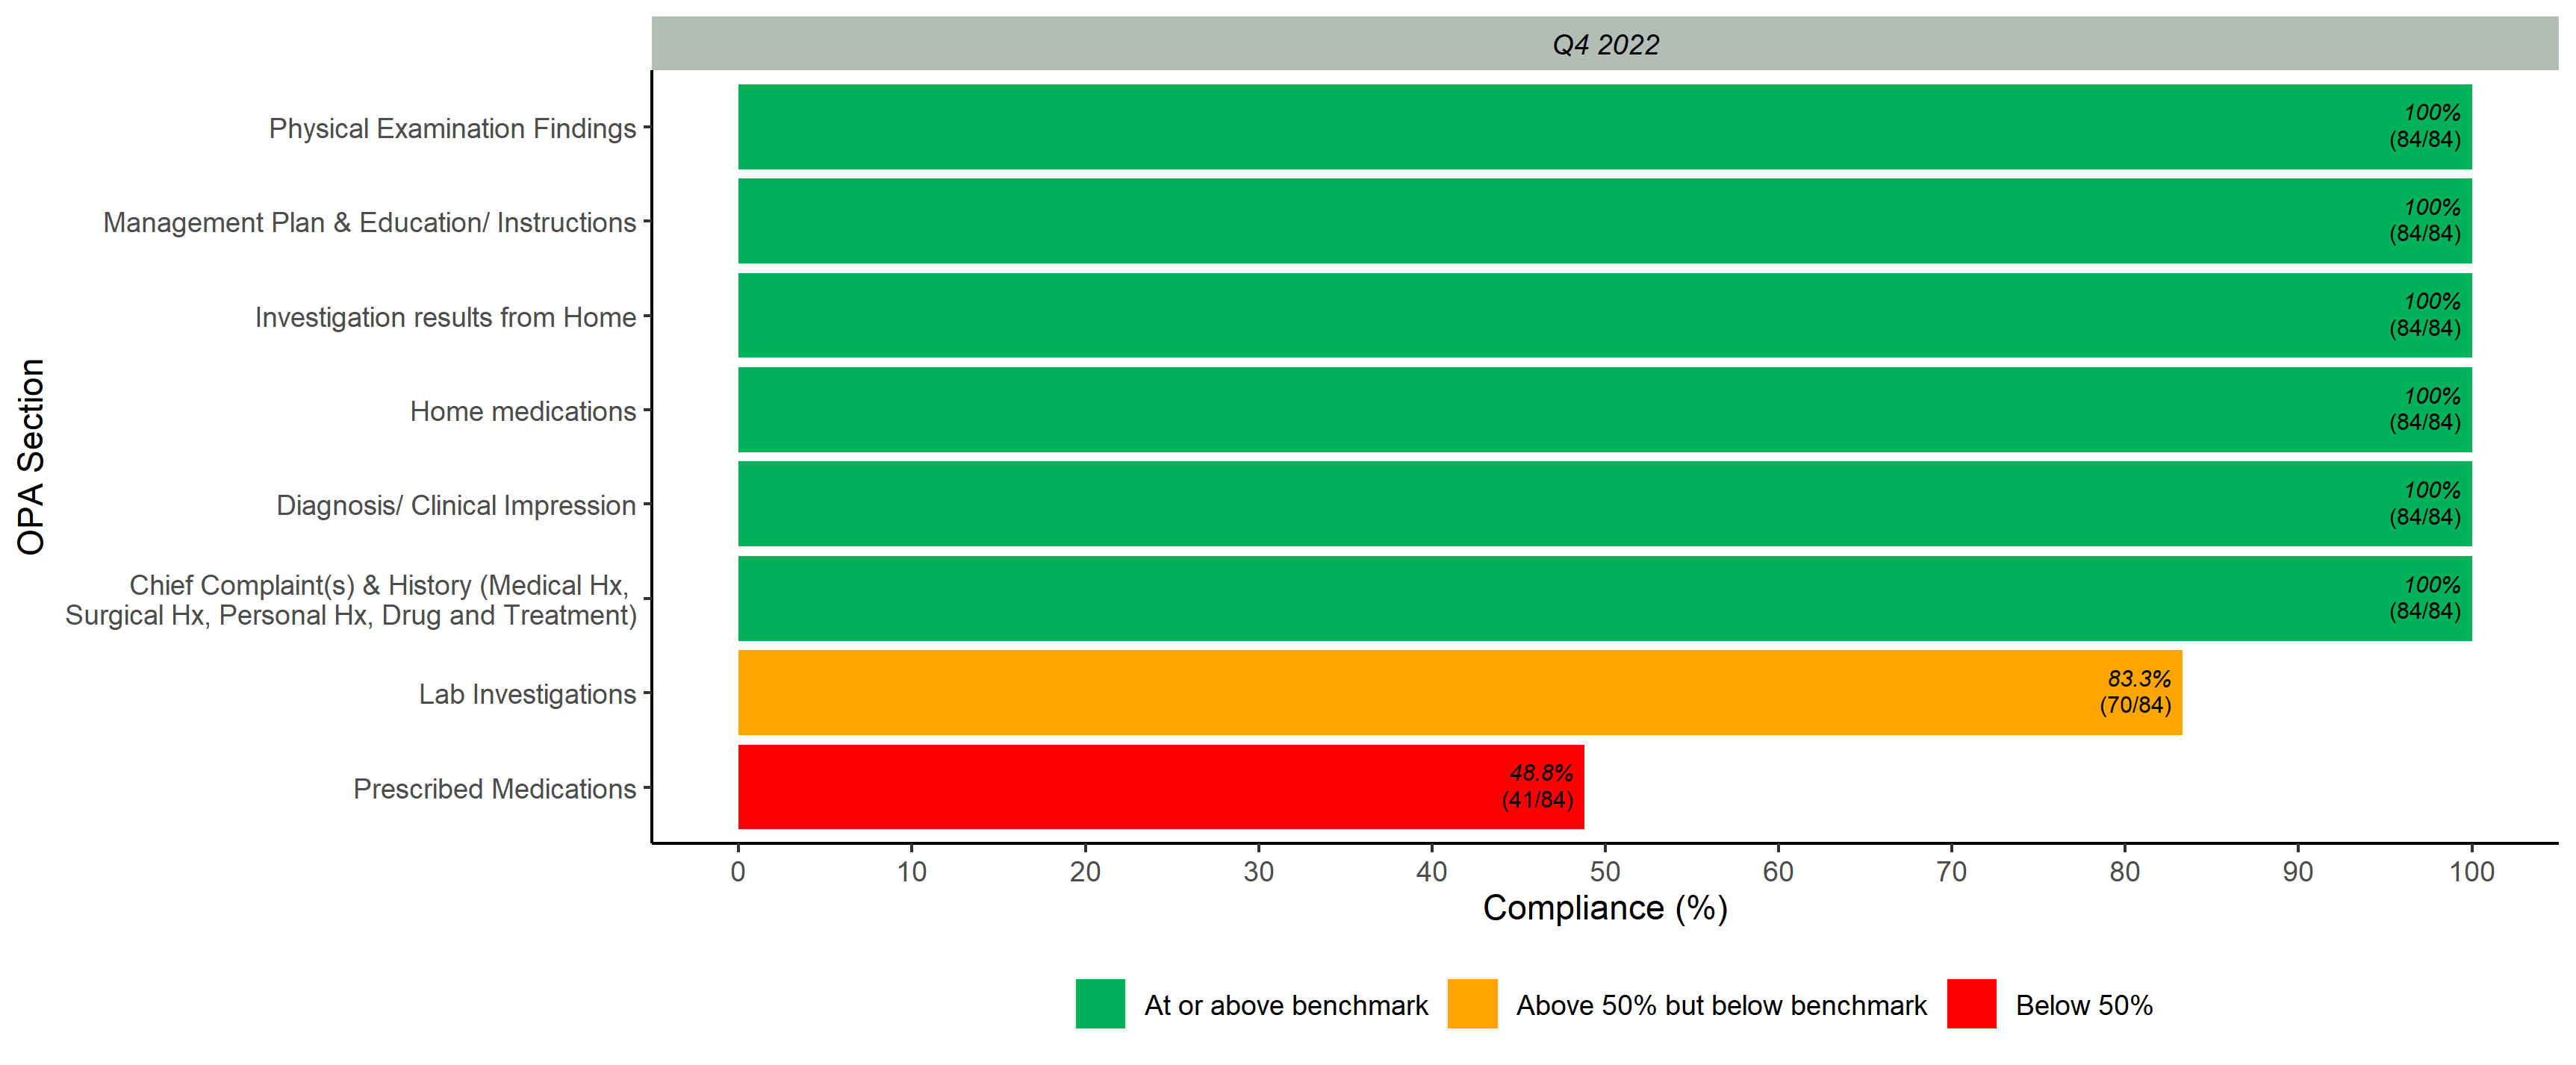 Q4 2022
OPA Section
Physical Examination Findings
100%
(84/84)
Management Plan & Education/ Instructions
100%
(84/84)
Investigation results from Home
100%
(84/84)
Home medications
100%
(84/84)
Diagnosis/ Clinical Impression
100%
(84/84)
Chief Complaint(s) & History (Medical Hx,
Surgical Hx, Personal Hx, Drug and Treatment)
100%
(84/84)
Lab Investigations
83.3%
(70/84)
Prescribed Medications
48.8%
(41/84)
0 10 20 30 40 50 60 70 80 90 100
Compliance (%)
At or above benchmark Above 50% but below benchmark Below 50%